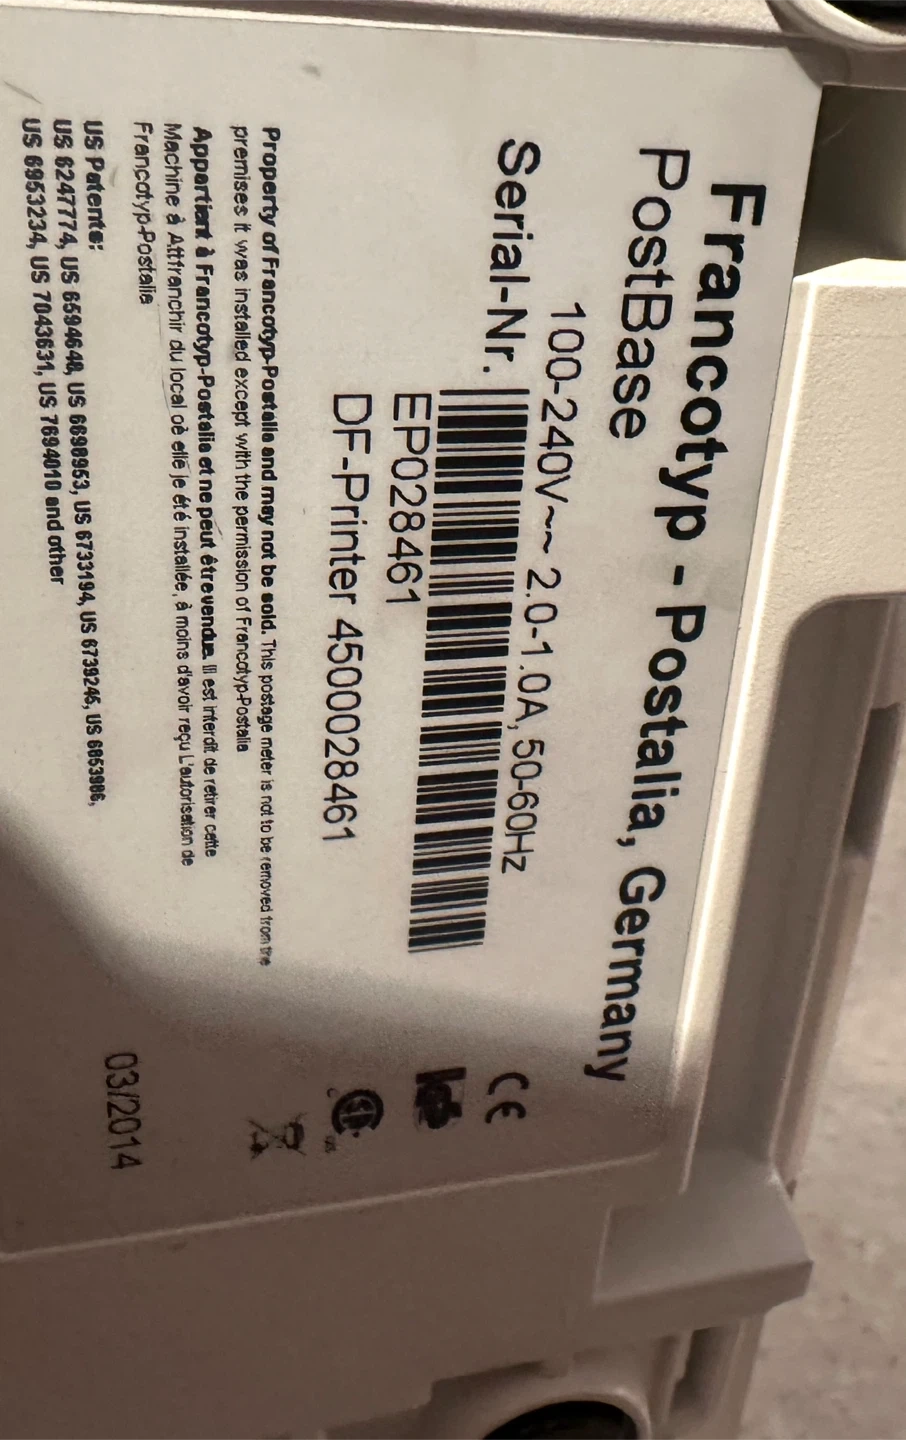 Francotyp - Postalia, Germany
PostBase
100-240V~~ 2.0-1.0A, 50-60Hz
Serial-Nr.
EP028461
DF-Printer 4500028461
Property of Francotyp-Postalia and may not be sold. This postage meter is not to be removed from the
premises it was installed except with the permission of Francotyp-Postalia
Appartient à Francotyp-Postalia et ne peut être vendue. Il est interdit de retirer cette
Machine à Attfranchir du local oè elle je été installée, à moins d'avoir reçu L'autorisation de
Francotyp-Postalia
US Patente:
US 6247774, US 6594648, US 6698953, US 6733194, US 6739245, US 6853986,
US 6953234, US 7043631, US 7694010 and other
CE
03/2014